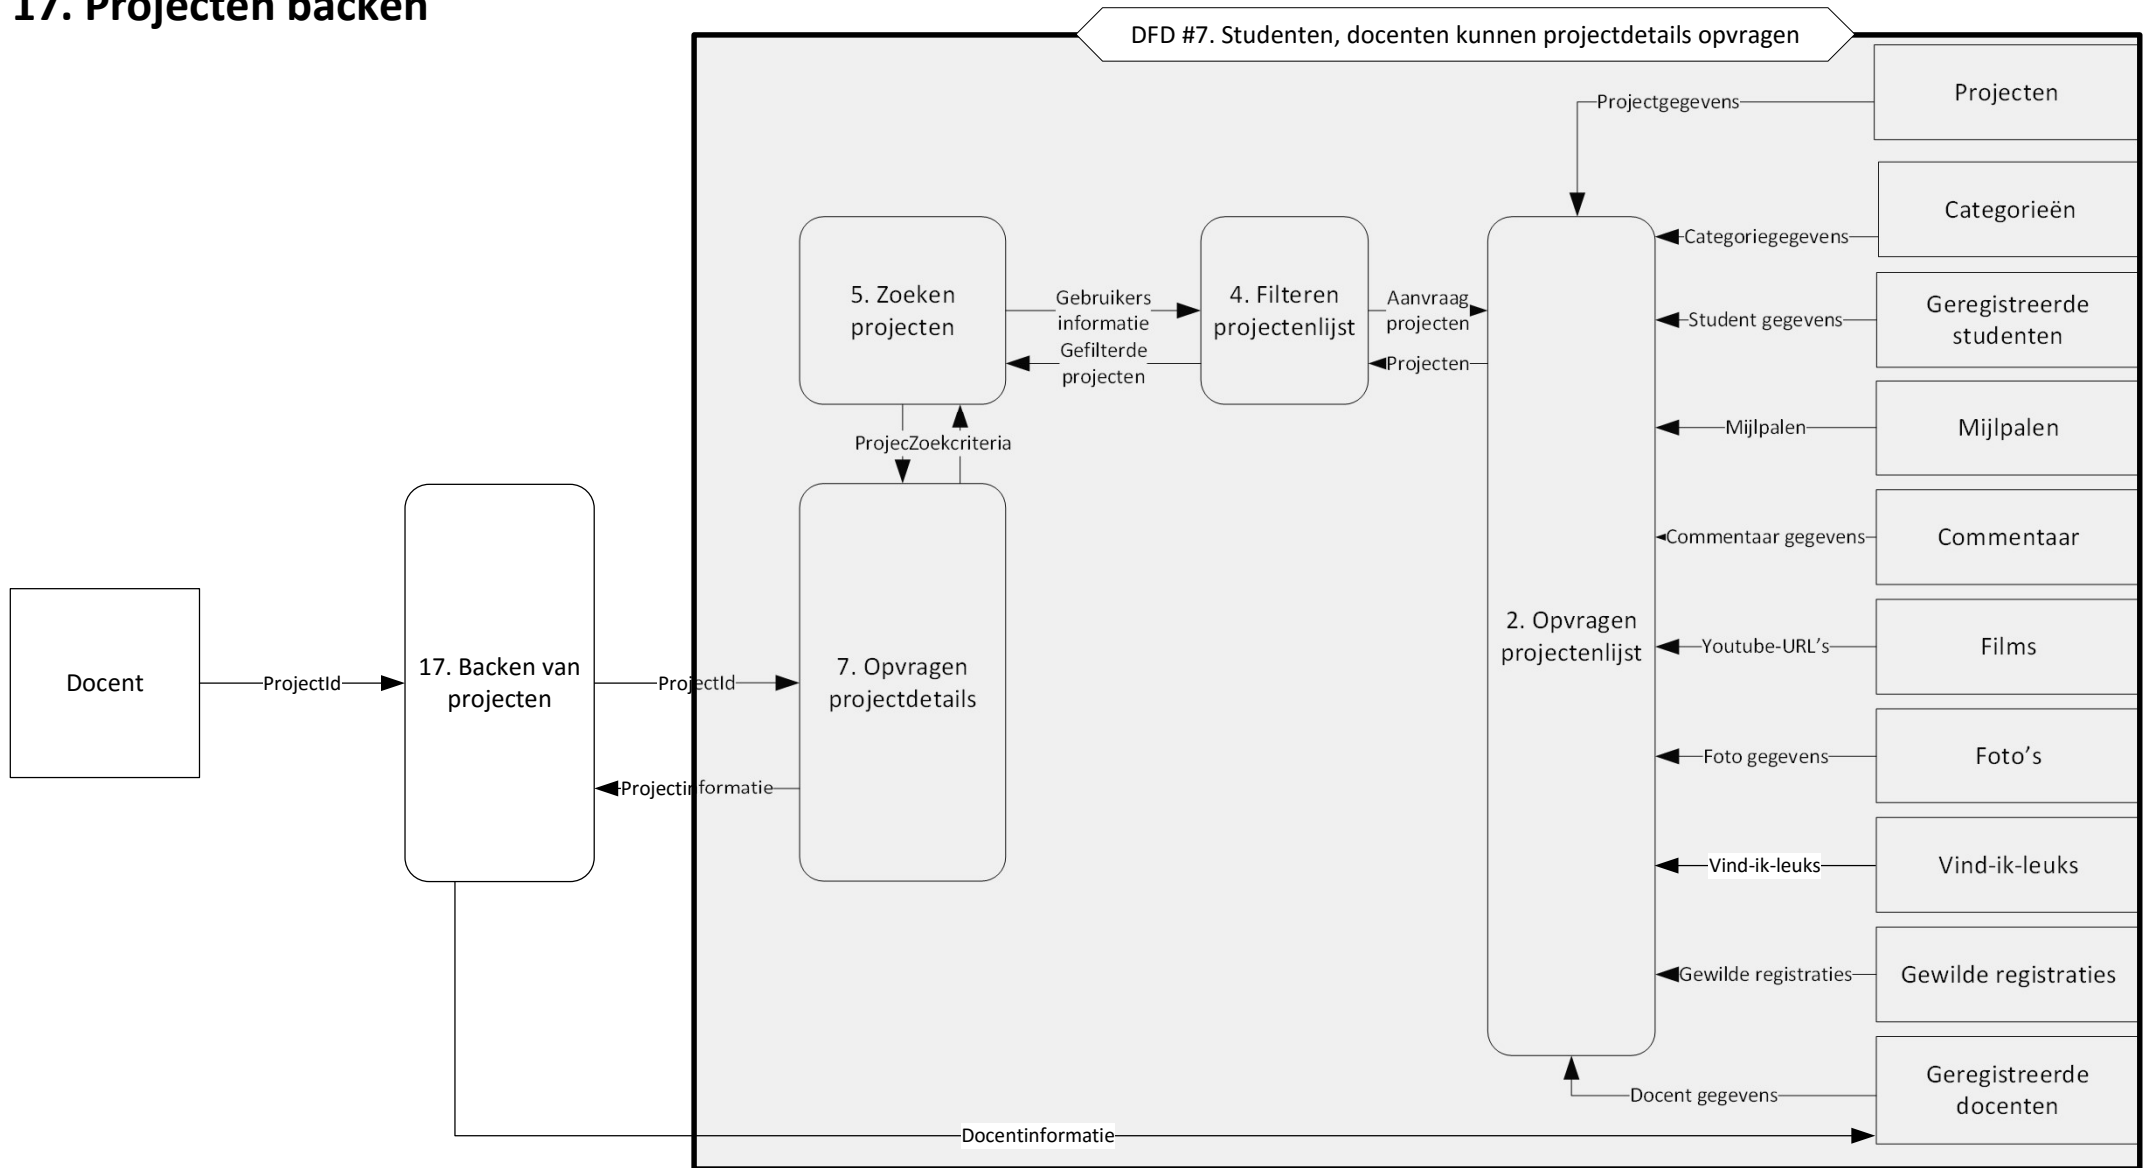 17. Projecten backen
DFD #7. Studenten, docenten kunnen projectdetails opvragen
Projecten
Projectgegevens
Categorieën
Categoriegegevens
5. Zoeken
projecten
Gebruikers
informatie
Gefilterde
projecten
4. Filteren
projectenlijst
Aanvraag
projecten
Projecten
Student gegevens
Geregistreerde
studenten
Mijlpalen
Mijlpalen
Projec
Zoekcriteria
Commentaar gegevens
Commentaar
2. Opvragen
projectenlijst
Youtube-URL's
Films
Docent
ProjectId
17. Backen van
projecten
ProjectId
7. Opvragen
projectdetails
Projectinformatie
Foto gegevens
Foto's
Vind-ik-leuks
Vind-ik-leuks
Gewilde registraties
Gewilde registraties
Docent gegevens
Geregistreerde
docenten
Docentinformatie